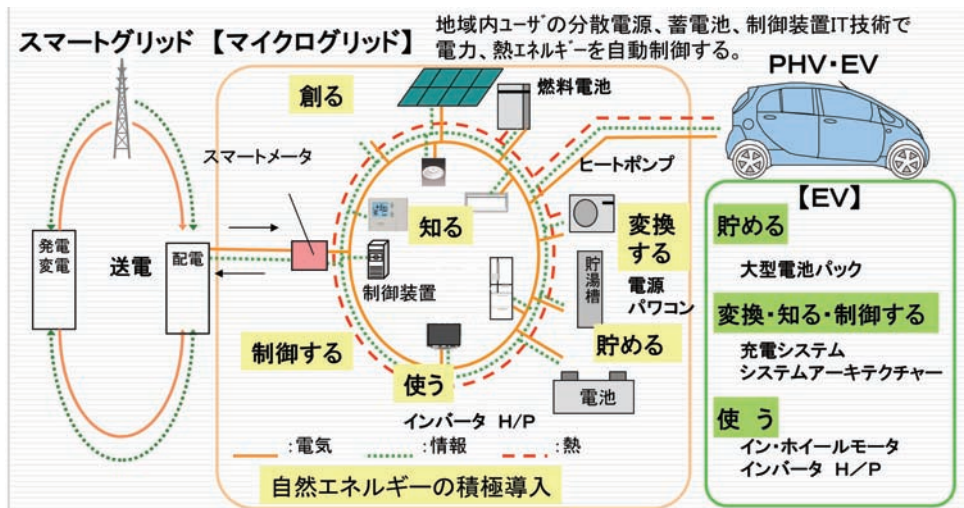 スマートグリッド【マイクログリッド】
地域内ユーザの分散電源、蓄電池、制御装置IT技術で
電力、熱エネルギーを自動制御する。
PHV・EV
創る
燃料電池
スマートメータ
ヒートポンプ
【EV】
知る
変換
する
貯める
発電
変電
送電
配電
制御装置
貯湯槽
電源
パワコン
大型電池パック
変換・知る・制御する
制御する
貯める
充電システム
システムアーキテクチャー
使う
電池
使う
インバータ H/P
イン・ホイールモータ
インバータ H/P
:電気 :情報 :熱
自然エネルギーの積極導入